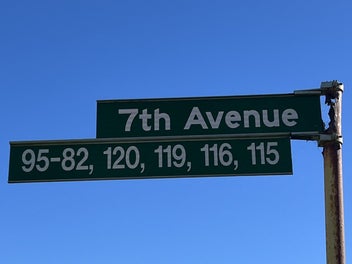 7th Avenue
95-82, 120, 119, 116, 115